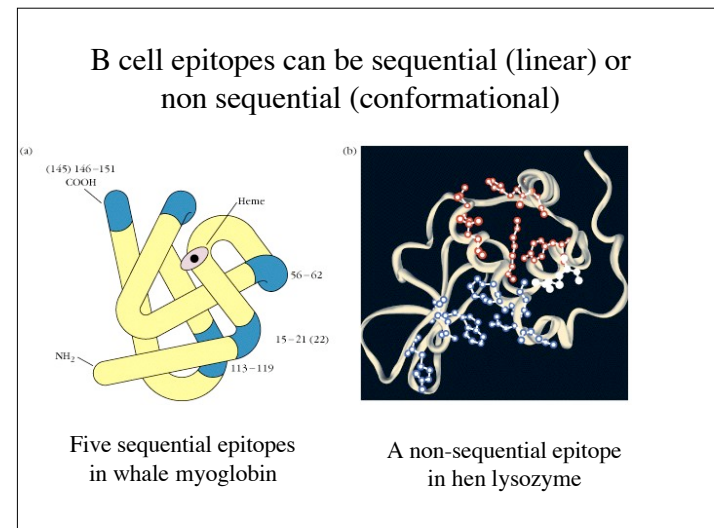 B cell epitopes can be sequential (linear) or
non sequential (conformational)
(a)
(145) 146–151
COOH
Heme
56–62
15–21 (22)
NH2
113–119
(b)
Five sequential epitopes
in whale myoglobin
A non-sequential epitope
in hen lysozyme